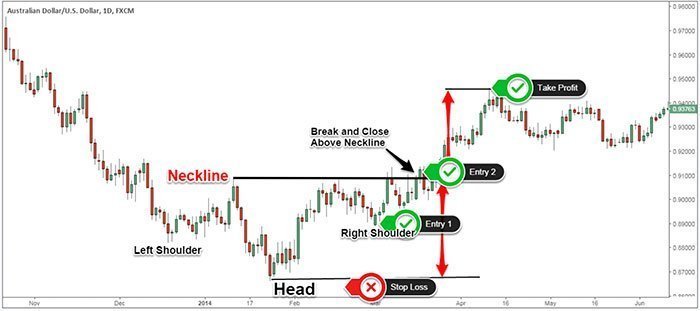 Australian Dollar/U.S. Dollar, 1D, FXCM
0.96000
0.95000
Take Profit
0.94000
0.93763
Break and Close
Above Neckline
0.93000
0.92000
Neckline
Entry 2
0.91000
0.90000
Entry 1
Left Shoulder
Right Shoulder
0.89000
0.88000
0.87000
Head
Stop Loss
Nov
Dec
2014
17
Feb
Mar
Apr
16
May
16
Jun